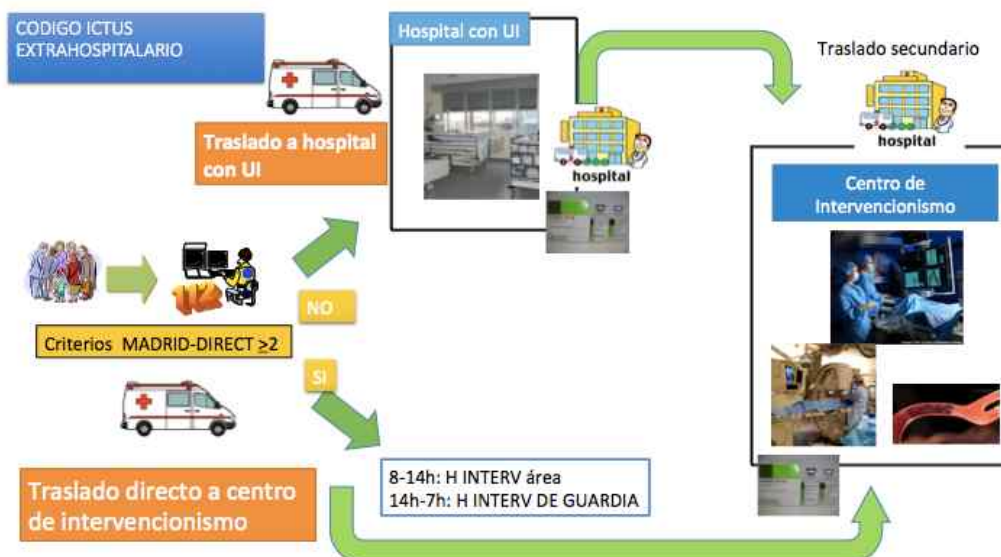 CODIGO ICTUS
EXTRAHOSPITALARIO
Hospital con UI
Traslado secundario
Traslado a hospital
con UI
hospital
hospital
Centro de
Intervencionismo
112
NO
Criterios MADRID-DIRECT ≥2
SI
8-14h: H INTERV área
14h-7h: H INTERV DE GUARDIA
Traslado directo a centro
de intervencionismo